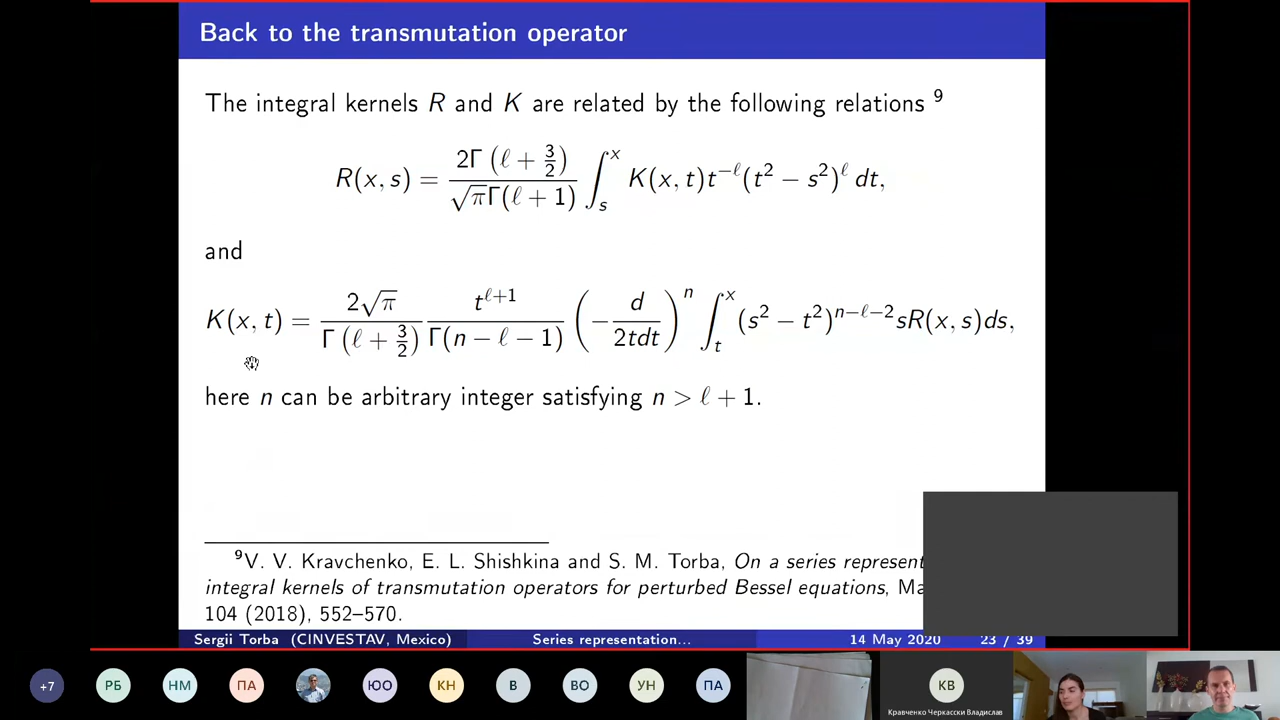 Back to the transmutation operator
The integral kernels R and K are related by the following relations 9
R(x, s) = 2Γ(ℓ + 3/2) / √πΓ(ℓ + 1) ∫_s^x K(x, t)t^{−ℓ}(t² − s²)^ℓ dt,
and
K(x, t) = 2√π / Γ(ℓ + 3/2) t^{ℓ+1} / Γ(n − ℓ − 1) (−d/2tdt)^n ∫_t^x (s² − t²)^{n−ℓ−2} sR(x, s)ds,
here n can be arbitrary integer satisfying n > ℓ + 1.
9V. V. Kravchenko, E. L. Shishkina and S. M. Torba, On a series
integral kernels of transmutation operators for perturbed Bessel equations,
104 (2018), 552–570.
Sergii Torba (CINVESTAV, Mexico) Series representation... 14 May 2020 23 / 39
+7 РБ НМ ПА ЮО КН В ВО УН ПА КВ
Кравченко Черкасски Владислав